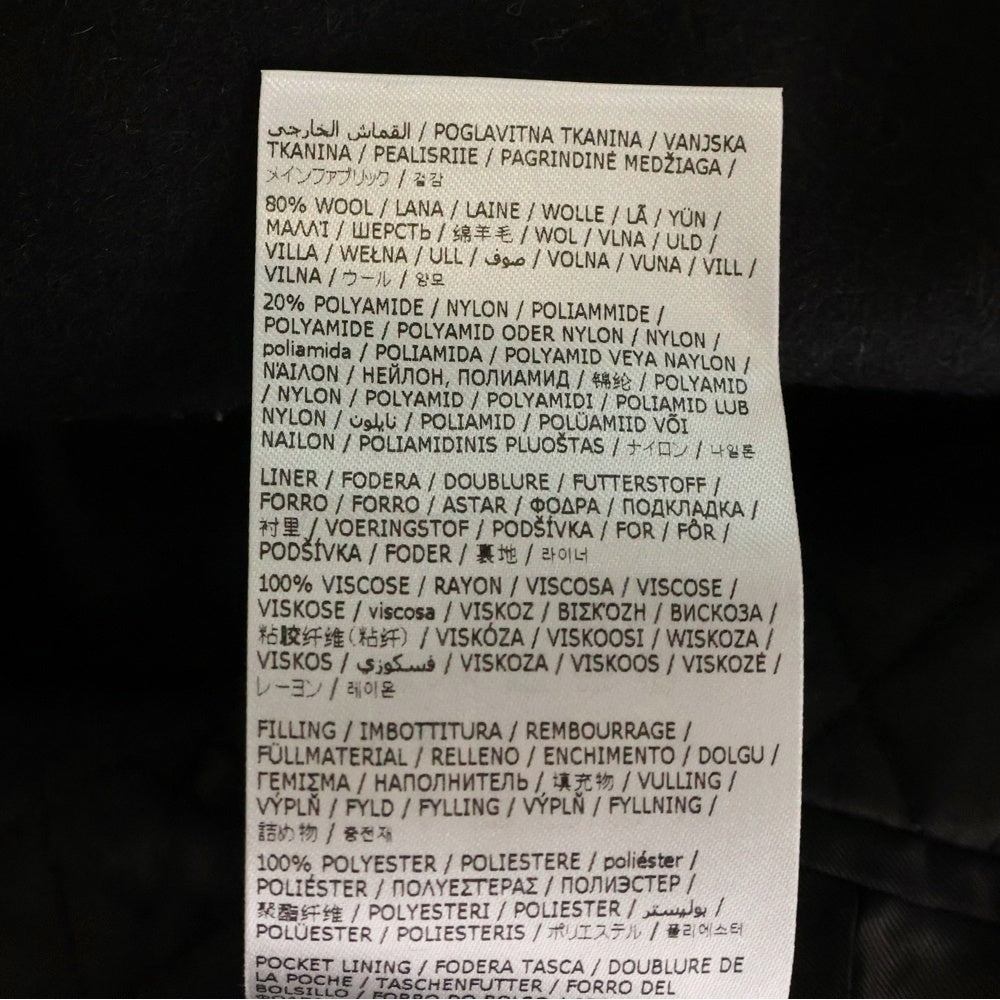 القماش الخارجى / POGLAVITNA TKANINA / VANJSKA
TKANINA / PEALISRIIE / PAGRINDINĖ MEDŽIAGA /
メインファブリック / 겉감
80% WOOL / LANA / LAINE / WOLLE / LÃ / YÜN /
ΜΑΛΛΊ / ШЕРСТЬ / 绵羊毛 / WOL / VLNA / ULD /
VILLA / WEŁNA / ULL / صوف / VOLNA / VUNA / VILL /
VILNA / ウール / 양모
20% POLYAMIDE / NYLON / POLIAMMIDE /
POLYAMIDE / POLYAMID ODER NYLON / NYLON /
poliamida / POLIAMIDA / POLYAMID VEYA NAYLON /
ΝΆΙΛΟΝ / НЕЙЛОН, ПОЛИАМИД / 锦纶 / POLYAMID
/ NYLON / POLYAMID / POLYAMIDI / POLIAMID LUB
NYLON / نايلون / POLIAMID / POLÜAMIID VÕI
NAILON / POLIAMIDINIS PLUOŠTAS / ナイロン / 나일론
LINER / FODERA / DOUBLURE / FUTTERSTOFF /
FORRO / FORRO / ASTAR / ΦΟΔΡΑ / ПОДКЛАДКА /
衬里 / VOERINGSTOF / PODŠÍVKA / FOR / FÔR /
PODŠÍVKA / FODER / 裏地 / 라이너
100% VISCOSE / RAYON / VISCOSA / VISCOSE /
VISKOSE / viscosa / VISKOZ / ΒΙΣΚΌΖΗ / ВИСКОЗА /
粘胶纤维(粘纤) / VISKÓZA / VISKOOSI / WISKOZA /
VISKOS / فسكوزي / VISKOZA / VISKOOS / VISKOZĖ /
レーヨン / 레이온
FILLING / IMBOTTITURA / REMBOURRAGE /
FÜLLMATERIAL / RELLENO / ENCHIMENTO / DOLGU /
ΓΕΜΙΣΜΑ / НАПОЛНИТЕЛЬ / 填充物 / VULLING /
VÝPLŇ / FYLD / FYLLING / VÝPLŇ / FYLLNING /
詰め物 / 충전재
100% POLYESTER / POLIESTERE / poliéster /
POLIÉSTER / ΠΟΛΥΕΣΤΕΡΑΣ / ПОЛИЭСТЕР /
聚酯纤维 / POLYESTERI / POLIESTER / بوليستر /
POLÜESTER / POLIESTERIS / ポリエステル / 폴리에스터
POCKET LINING / FODERA TASCA / DOUBLURE DE
LA POCHE / TASCHENFUTTER / FORRO DEL
BOLSILLO / FORRO DO BOLSO